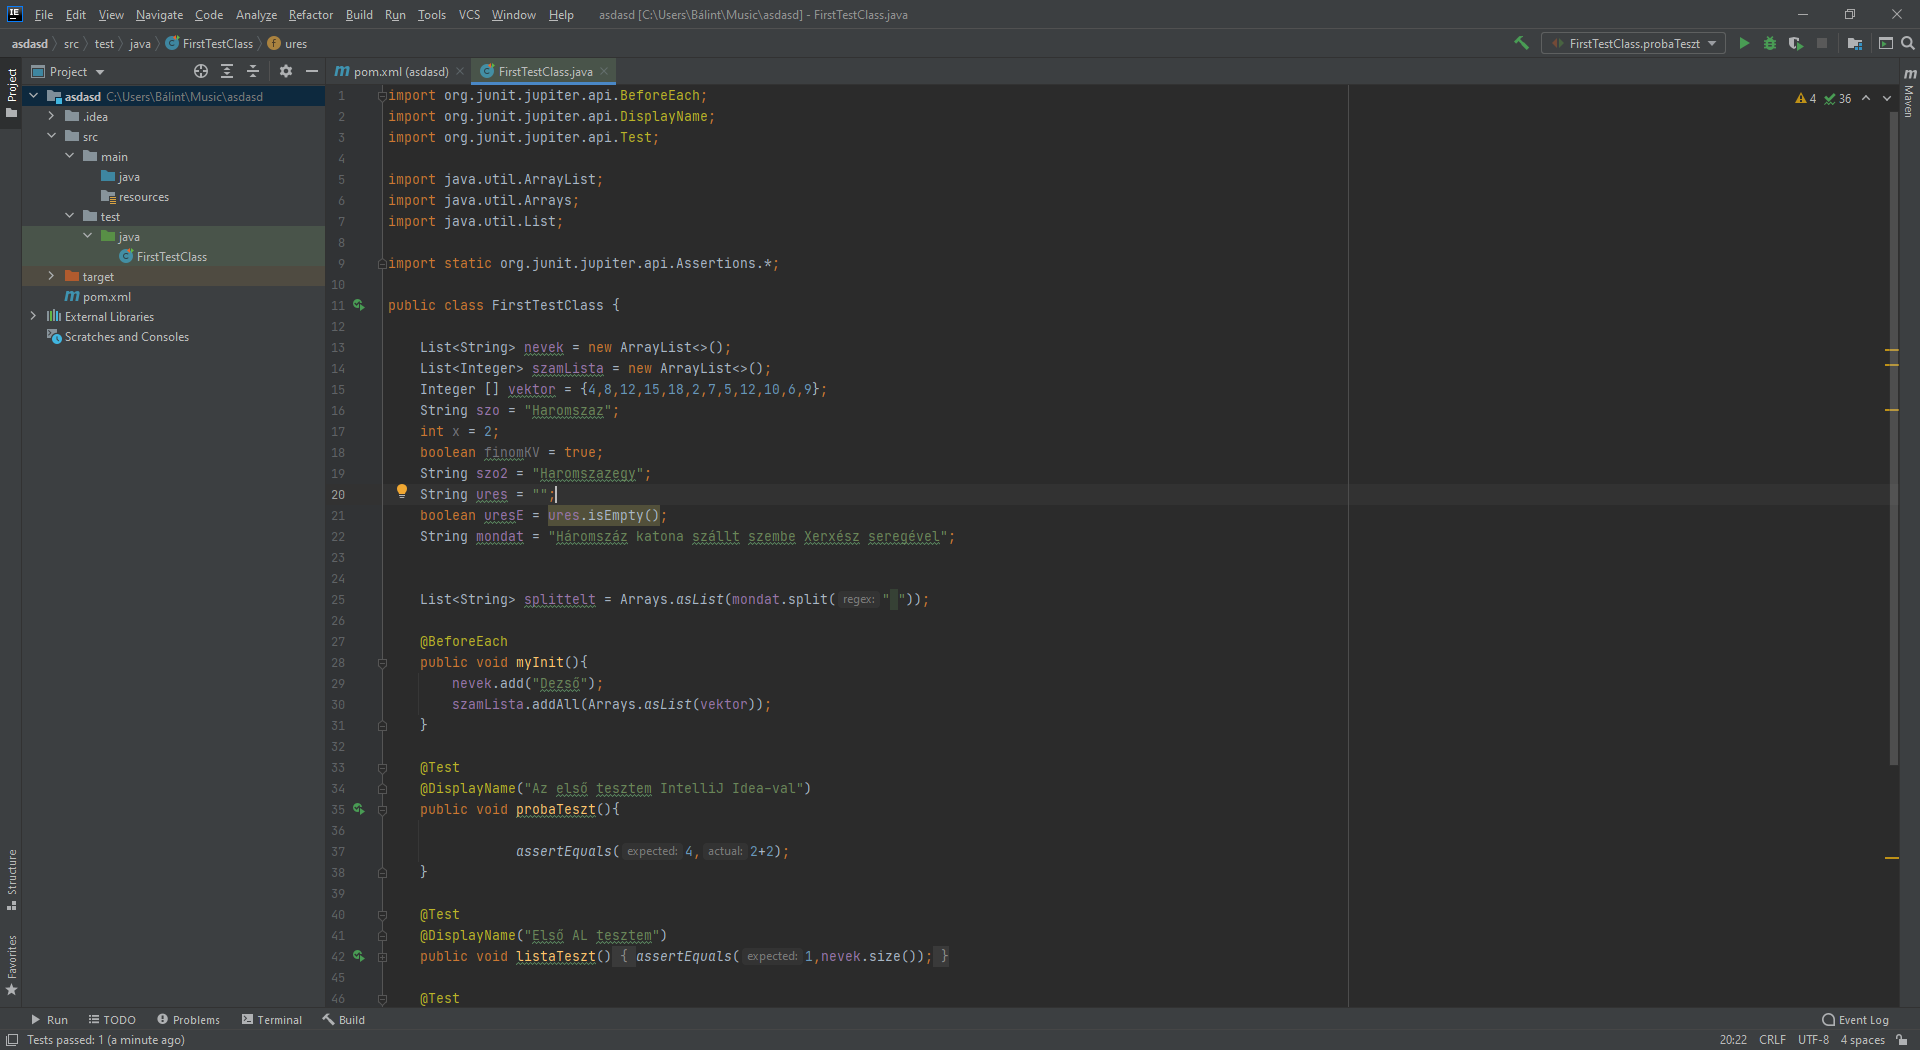 File Edit View Navigate Code Analyze Refactor Build Run Tools VCS Window Help asdasd [C:\Users\Bálint\Music\asdasd] - FirstTestClass.java
asdasd src test java FirstTestClass ures FirstTestClass.probaTeszt
Project
Project
pom.xml (asdasd) FirstTestClass.java
Maven
4 36
asdasd C:\Users\Bálint\Music\asdasd
.idea
src
main
java
resources
test
java
FirstTestClass
target
pom.xml
External Libraries
Scratches and Consoles
1 import org.junit.jupiter.api.BeforeEach;
2 import org.junit.jupiter.api.DisplayName;
3 import org.junit.jupiter.api.Test;
4
5 import java.util.ArrayList;
6 import java.util.Arrays;
7 import java.util.List;
8
9 import static org.junit.jupiter.api.Assertions.*;
10
11 public class FirstTestClass {
12
13 List<String> nevek = new ArrayList<>();
14 List<Integer> szamLista = new ArrayList<>();
15 Integer [] vektor = {4,8,12,15,18,2,7,5,12,10,6,9};
16 String szo = "Haromszaz";
17 int x = 2;
18 boolean finomKV = true;
19 String szo2 = "Haromszazegy";
20 String ures = "";
21 boolean uresE = ures.isEmpty();
22 String mondat = "Háromszáz katona szállt szembe Xerxész seregével";
23
24
25 List<String> splittelt = Arrays.asList(mondat.split( regex: " "));
26
27 @BeforeEach
28 public void myInit(){
29 nevek.add("Dezső");
30 szamLista.addAll(Arrays.asList(vektor));
31 }
32
33 @Test
34 @DisplayName("Az első tesztem IntelliJ Idea-val")
35 public void probaTeszt(){
36
37 assertEquals( expected: 4, actual: 2+2);
38 }
39
40 @Test
41 @DisplayName("Első AL tesztem")
42 public void listaTeszt() { assertEquals( expected: 1,nevek.size()); }
45
46 @Test
Structure
Favorites
Run TODO Problems Terminal Build Event Log
Tests passed: 1 (a minute ago) 20:22 CRLF UTF-8 4 spaces